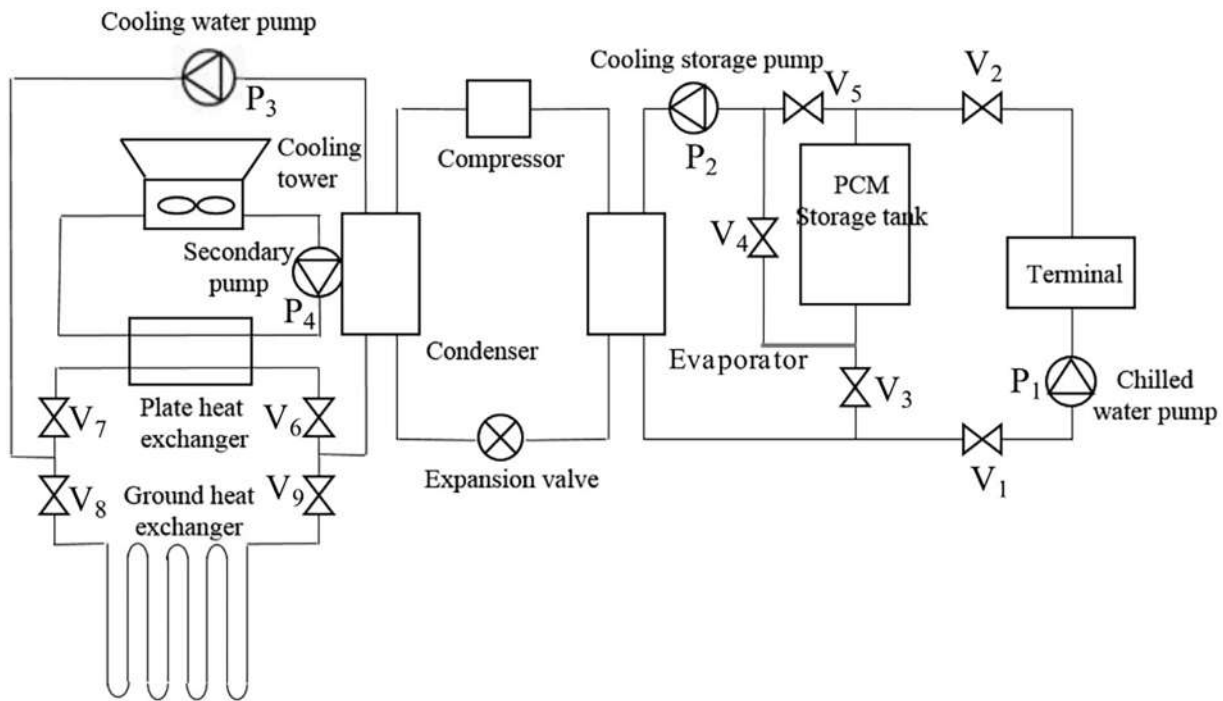 Cooling water pump
P3
Cooling
tower
Secondary
pump
P4
Plate heat
exchanger
V7
V6
V8
V9
Ground heat
exchanger
Compressor
Condenser
Expansion valve
Evaporator
Cooling storage pump
P2
V5
V2
V4
PCM
Storage tank
Terminal
V3
P1
Chilled
water pump
V1